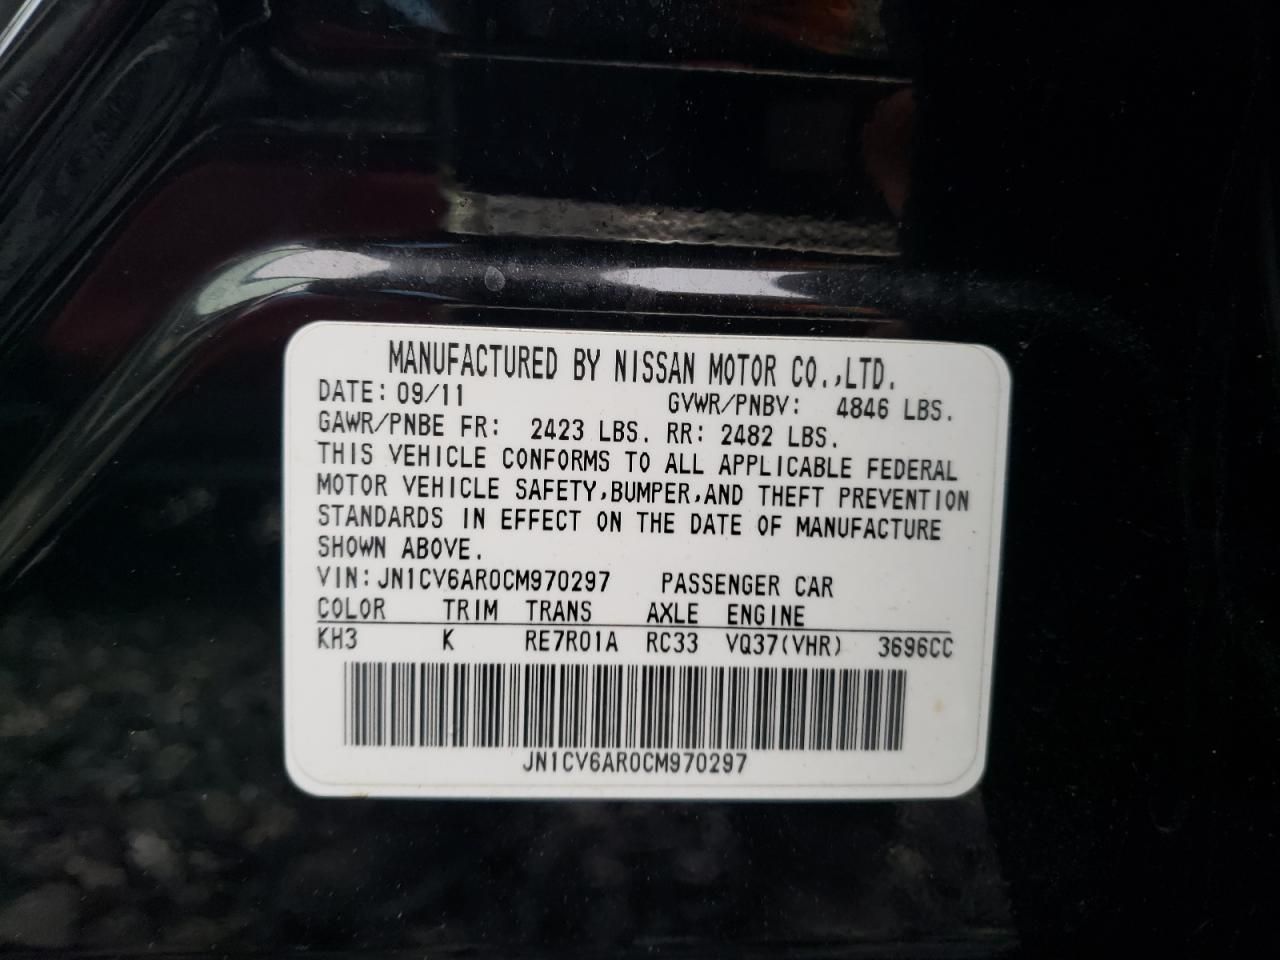 MANUFACTURED BY NISSAN MOTOR CO.,LTD.
DATE: 09/11 GVWR/PNBV: 4846 LBS.
GAWR/PNBE FR: 2423 LBS. RR: 2482 LBS.
THIS VEHICLE CONFORMS TO ALL APPLICABLE FEDERAL
MOTOR VEHICLE SAFETY,BUMPER,AND THEFT PREVENTION
STANDARDS IN EFFECT ON THE DATE OF MANUFACTURE
SHOWN ABOVE.
VIN: JN1CV6AR0CM970297 PASSENGER CAR
COLOR TRIM TRANS AXLE ENGINE
KH3 K RE7R01A RC33 VQ37(VHR) 3696CC
JN1CV6AR0CM970297